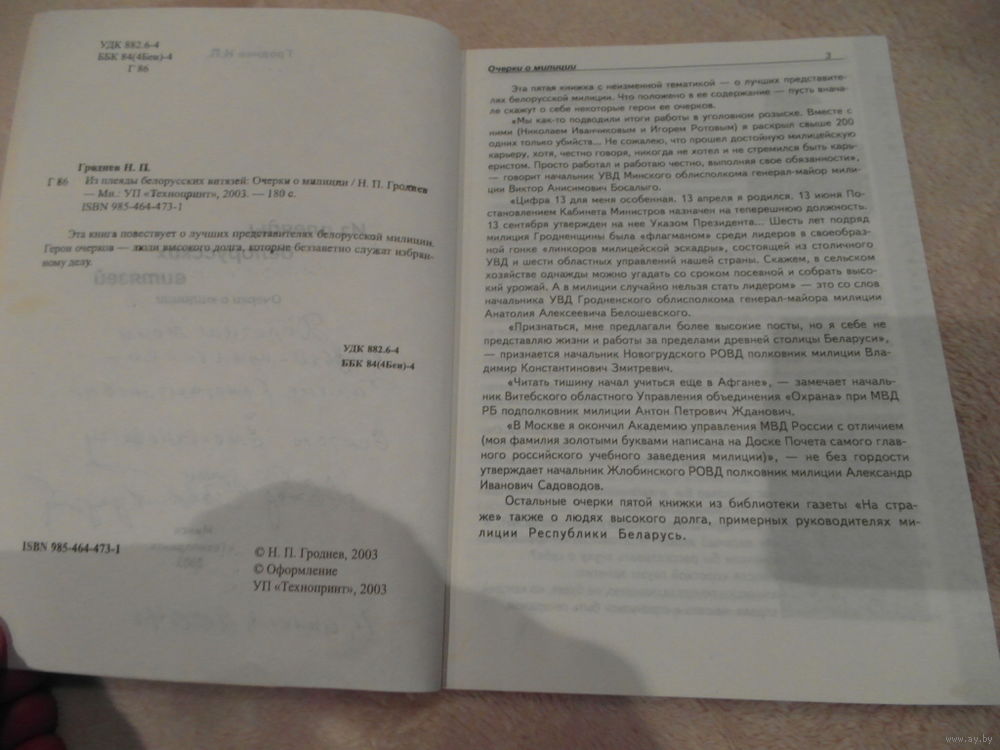 УДК 882.6-4
ББК 84(4Беи)-4
Г 86
Гроднев Н. П.
Г 86 Из плеяды белорусских витязей: Очерки о милиции / Н. П. Гроднев
— Мн.: УП «Технопринт», 2003. — 180 с.
ISBN 985-464-473-1
Эта книга повествует о лучших представителях белорусской милиции.
Герои очерков — люди высокого долга, которые беззаветно служат избран-
ному делу.
УДК 882.6-4
ББК 84(4Беи)-4
ISBN 985-464-473-1
© Н. П. Гроднев, 2003
© Оформление
УП «Технопринт», 2003
Очерки о милиции 3
Эта пятая книжка с неизменной тематикой — о лучших представите-
лях белорусской милиции. Что положено в ее содержание — пусть внача-
ле скажут о себе некоторые герои ее очерков.
«Мы как-то подводили итоги работы в уголовном розыске. Вместе с
ними (Николаем Иванчиковым и Игорем Ротовым) я раскрыл свыше 200
одних только убийств... Не сожалею, что прошел достойную милицейскую
карьеру, хотя, честно говоря, никогда не хотел и не стремился быть карь-
еристом. Просто работал и работаю честно, выполняя свое обязанности»,
— говорит начальник УВД Минского облисполкома генерал-майор мили-
ции Виктор Анисимович Босалыго.
«Цифра 13 для меня особенная. 13 апреля я родился. 13 июня По-
становлением Кабинета Министров назначен на теперешнюю должность.
13 сентября утвержден на нее Указом Президента... Шесть лет подряд
милиция Гродненщины была «флагманом» среди лидеров в своеобраз-
ной гонке «линкоров милицейской эскадры», состоящей из столичного
УВД и шести областных управлений нашей страны. Скажем, в сельском
хозяйстве однажды можно угадать со сроком посевной и собрать высо-
кий урожай. А в милиции случайно нельзя стать лидером» — это со слов
начальника УВД Гродненского облисполкома генерал-майора милиции
Анатолия Алексеевича Белошевского.
«Признаться, мне предлагали более высокие посты, но я себе не
представляю жизни и работы за пределами древней столицы Беларуси»,
— признается начальник Новогрудского РОВД полковник милиции Вла-
димир Константинович Змитревич.
«Читать тишину начал учиться еще в Афгане», — замечает началь-
ник Витебского областного Управления объединения «Охрана» при МВД
РБ подполковник милиции Антон Петрович Жданович.
«В Москве я окончил Академию управления МВД России с отличием
(моя фамилия золотыми буквами написана на Доске Почета самого глав-
ного российского учебного заведения милиции)», — не без гордости
утверждает начальник Жлобинского РОВД полковник милиции Александр
Иванович Садоводов.
Остальные очерки пятой книжки из библиотеки газеты «На стра-
же» также о людях высокого долга, примерных руководителях ми-
лиции Республики Беларусь.
www.ay.by